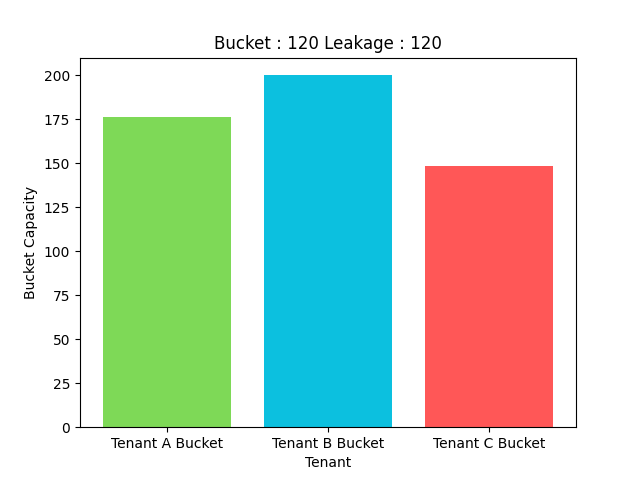 Bucket : 120 Leakage : 120
200
175
150
125
100
75
50
25
0
Bucket Capacity
Tenant A Bucket Tenant B Bucket Tenant C Bucket
Tenant